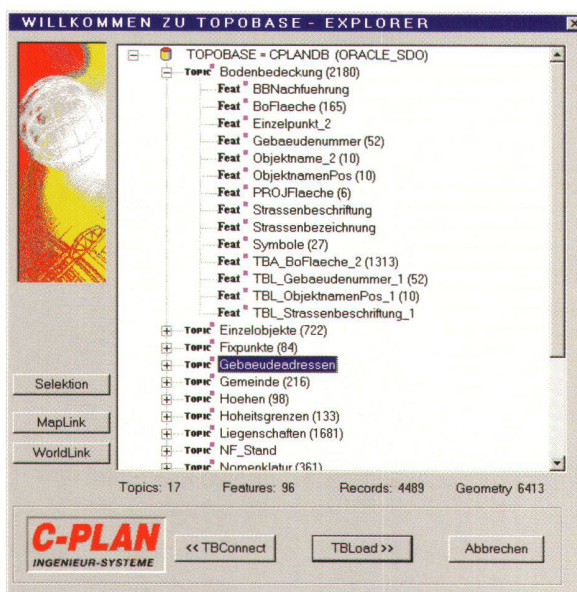 WILLKOMMEN ZU TOPOBASE - EXPLORER
TOPOBASE = CPLANDB (ORACLE_SDO)
TOPIC Bodenbedeckung (2180)
Feat BBNachfuehrung
Feat BoFlaeche (165)
Feat Einzelpunkt_2
Feat Gebaeudenummer (52)
Feat Objektname_2 (10)
Feat ObjektnamenPos (10)
Feat PROJFlaeche (6)
Feat Strassenbeschriftung
Feat Strassenbezeichnung
Feat Symbole (27)
Feat TBA_BoFlaeche_2 (1313)
Feat TBL_Gebaeudenummer_1 (52)
Feat TBL_ObjektnamenPos_1 (10)
Feat TBL_Strassenbeschriftung_1
TOPIC Einzelobjekte (722)
TOPIC Fixpunkte (84)
TOPIC Gebaeudeadressen
TOPIC Gemeinde (216)
TOPIC Hoehen (98)
TOPIC Hoheitsgrenzen (133)
TOPIC Liegenschaften (1681)
TOPIC NF_Stand
TOPIC Nomenklatur (361)
Selektion
MapLink
WorldLink
Topics: 17 Features: 96 Records: 4489 Geometry 6413
C-PLAN
INGENIEUR-SYSTEME
<< TBConnect
TBLoad >>
Abbrechen